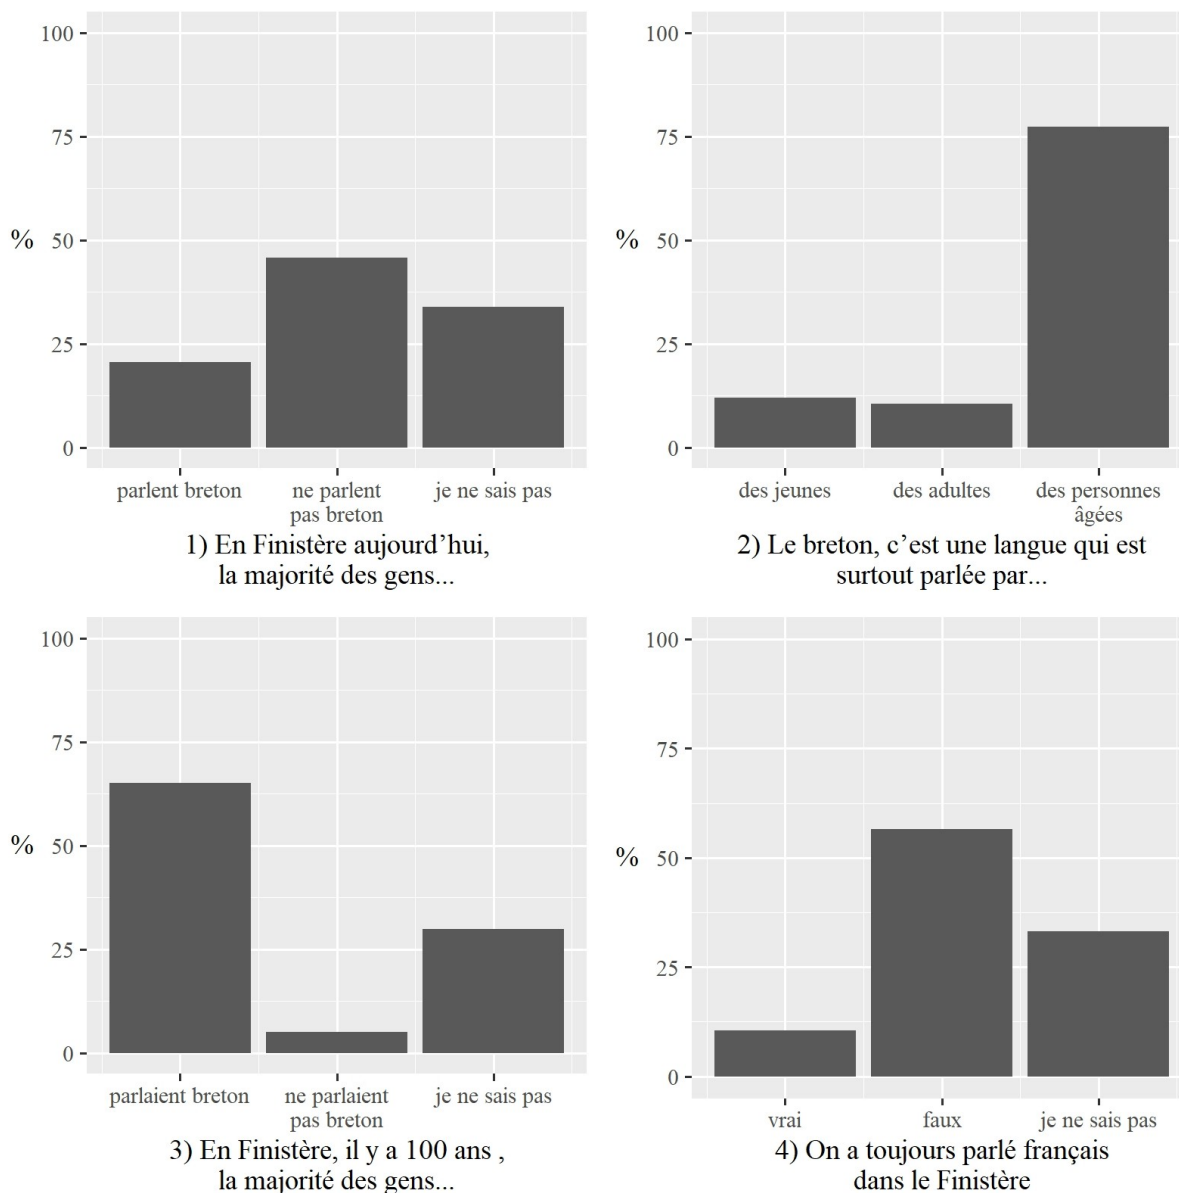 100
75
% 50
25
0
parlent breton
ne parlent
pas breton
je ne sais pas
1) En Finistère aujourd’hui,
la majorité des gens...
100
75
% 50
25
0
des jeunes
des adultes
des personnes
âgées
2) Le breton, c’est une langue qui est
surtout parlée par...
100
75
% 50
25
0
parlaient breton
ne parlaient
pas breton
je ne sais pas
3) En Finistère, il y a 100 ans ,
la majorité des gens...
100
75
% 50
25
0
vrai
faux
je ne sais pas
4) On a toujours parlé français
dans le Finistère